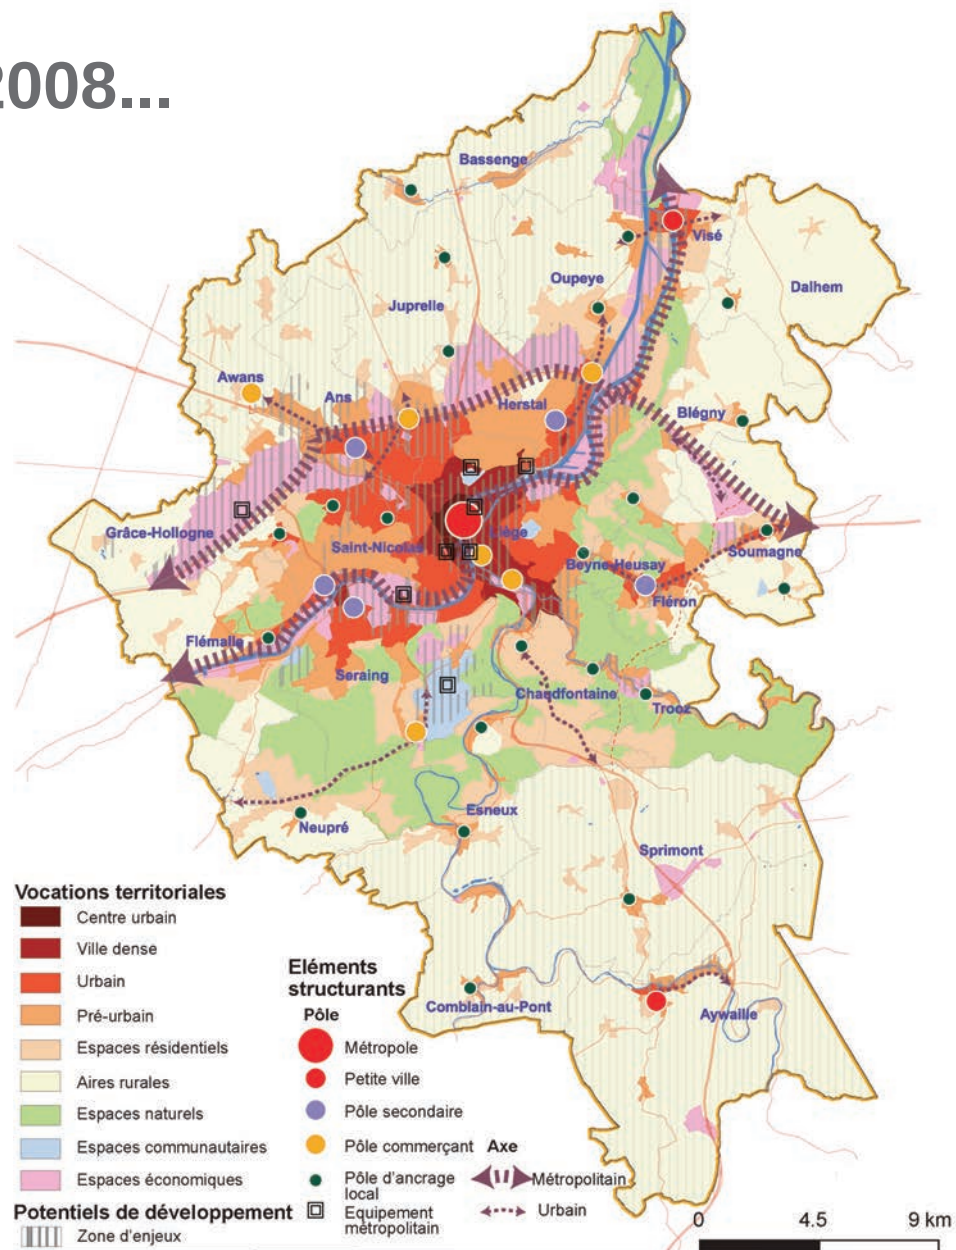 2008...
Bassenge
Visé
Dalhem
Oupeye
Juprelle
Awans
Ans
Herstal
Blégny
Grâce-Hollogne
Saint-Nicolas
Liège
Beyne-Heusay
Soumagne
Fléron
Flémalle
Seraing
Chaudfontaine
Trooz
Neupré
Esneux
Sprimont
Comblain-au-Pont
Aywaille
Vocations territoriales
Centre urbain
Ville dense
Urbain
Pré-urbain
Espaces résidentiels
Aires rurales
Espaces naturels
Espaces communautaires
Espaces économiques
Potentiels de développement
Zone d'enjeux
Eléments
structurants
Pôle
Métropole
Petite ville
Pôle secondaire
Pôle commerçant
Pôle d'ancrage
local
Equipement
métropolitain
Axe
Métropolitain
Urbain
0 4.5 9 km